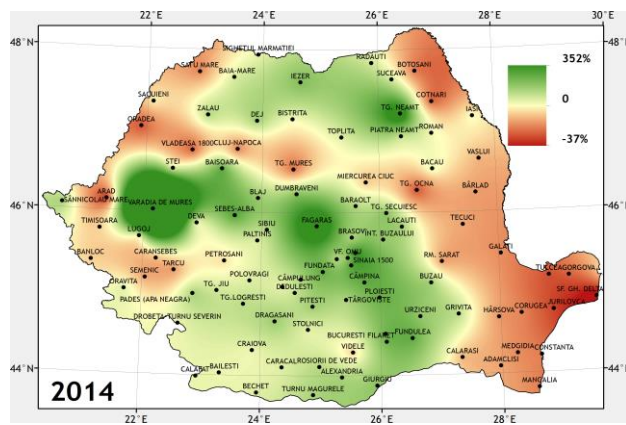 22°E 24°E 26°E 28°E 30°E
48°N 48°N
SIGHETUL MARMATIEI
RADAUTI
SATU MARE
BAIA-MARE
IEZER
SUCEAVA
BOTOSANI
352%
0
-37%
SACUIENI
COTNARI
ZALAU
DEJ
BISTRITA
TG. NEAMT
IASI
ORADEA
TOPLITA
PIATRA NEAMT
ROMAN
VLADEASA 1800
CLUJ-NAPOCA
VASLUI
STEI
BAISOARA
TG. MURES
BACAU
MIERCUREA CIUC
46°N 46°N
ARAD
SANNICOLAU MARE
VARADIA DE MURES
BLAJ
DUMBRAVENI
TG. OCNA
BÂRLAD
SEBES-ALBA
BARAOLT
TG. SECUIESC
TIMISOARA
LUGOJ
DEVA
SIBIU
FAGARAS
LACAUTI
TECUCI
PALTINIS
BRASOV
INT. BUZAULUI
BANLOC
CARANSEBES
PETROSANI
VF. OMU
RM. SARAT
GALATI
TARCU
FUNDATA
SINAIA 1500
TULCEA
GORGOVA
SEMENIC
ORAVITA
POLOVRAGI
CÂMPULUNG
CÂMPINA
BUZAU
SF. GH. DELTA
PADES (APA NEAGRA)
TG. JIU
DEDULESTI
PLOIESTI
JURILOVCA
TG.LOGRESTI
PITESTI
TÂRGOVISTE
GRIVITA
HÂRSOVA
CORUGEA
DROBETA-TURNU SEVERIN
DRAGASANI
URZICENI
STOLNICI
BUCURESTI FILARET
FUNDULEA
44°N 44°N
CRAIOVA
VIDELE
CALARASI
MEDGIDIA
CONSTANTA
ADAMCLISI
CALAFAT
BAILESTI
CARACAL
ROSIORII DE VEDE
ALEXANDRIA
GIURGIU
MANGALIA
2014
BECHET
TURNU MAGURELE
22°E 24°E 26°E 28°E